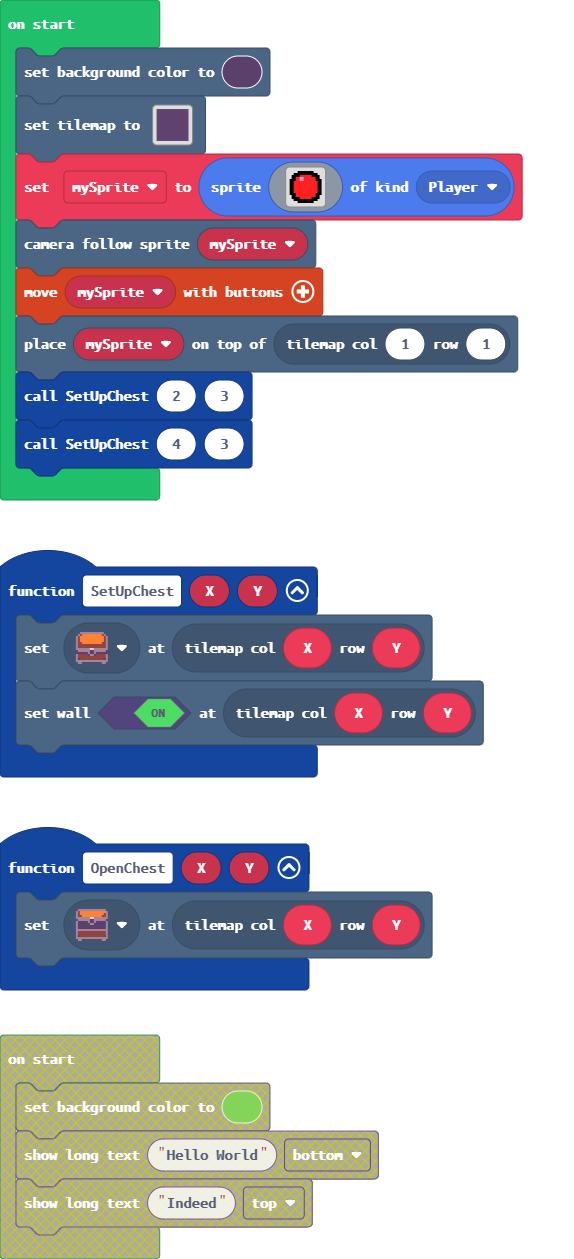 on start
set background color to
set tilemap to
set mySprite to sprite of kind Player
camera follow sprite mySprite
move mySprite with buttons
place mySprite on top of tilemap col 1 row 1
call SetUpChest 2 3
call SetUpChest 4 3
function SetUpChest X Y
set at tilemap col X row Y
set wall ON at tilemap col X row Y
function OpenChest X Y
set at tilemap col X row Y
on start
set background color to
show long text "Hello World" bottom
show long text "Indeed" top